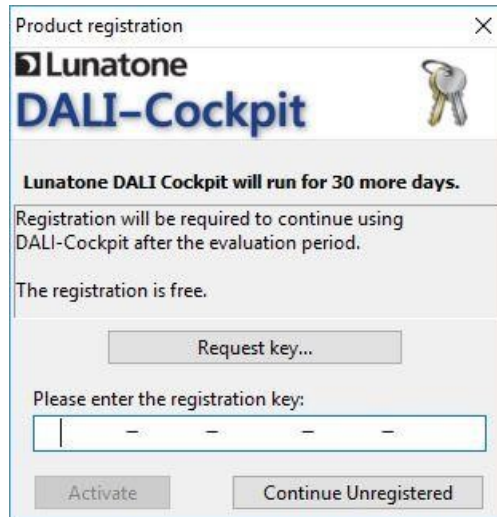 Product registration
Lunatone
DALI-Cockpit
Lunatone DALI Cockpit will run for 30 more days.
Registration will be required to continue using
DALI-Cockpit after the evaluation period.
The registration is free.
Request key...
Please enter the registration key:
– – – –
Activate Continue Unregistered